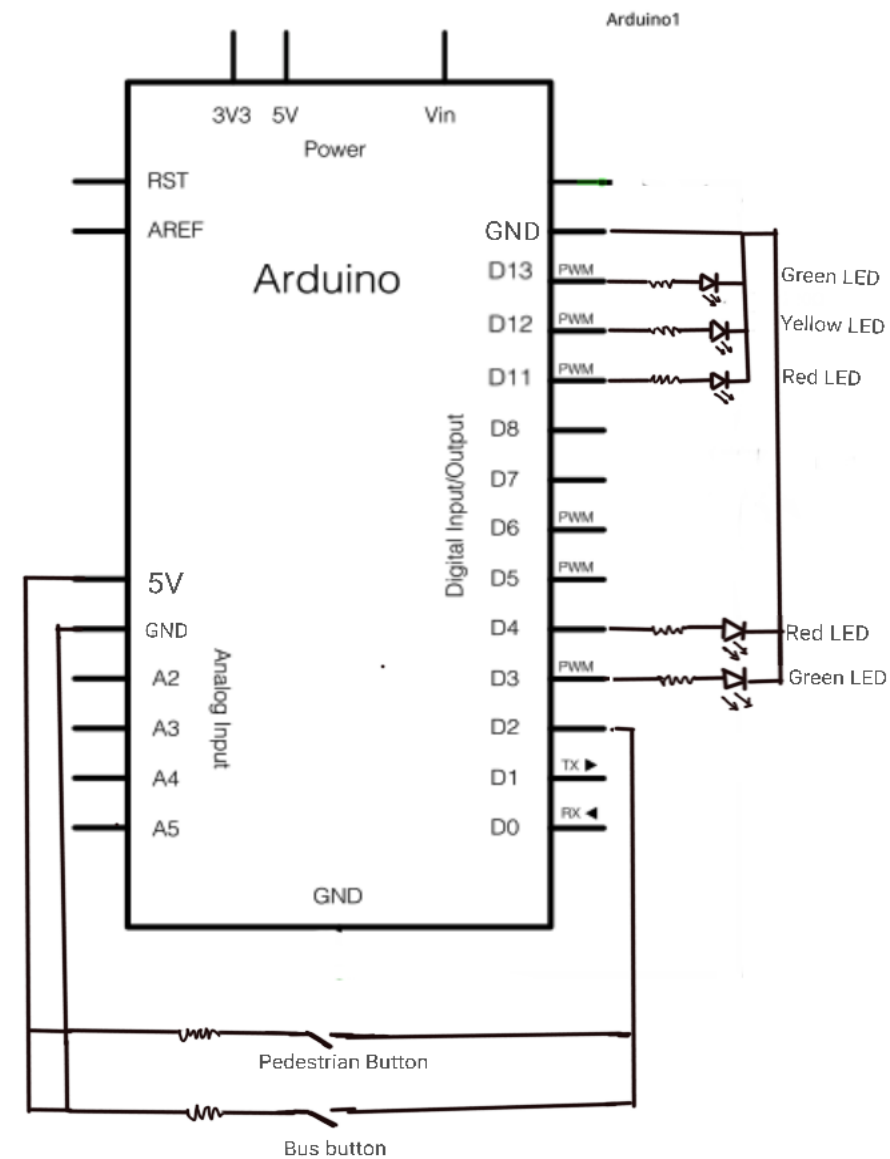 Arduino1
3V3 5V Vin
Power
RST
AREF
GND
Arduino
D13 PWM
Green LED
D12 PWM
Yellow LED
D11 PWM
Red LED
D8
D7
D6 PWM
D5 PWM
Digital Input/Output
5V
GND
D4
Red LED
A2
D3 PWM
Green LED
A3
D2
A4
D1 TX ▶
A5
D0 RX ◀
Analog Input
GND
Pedestrian Button
Bus button